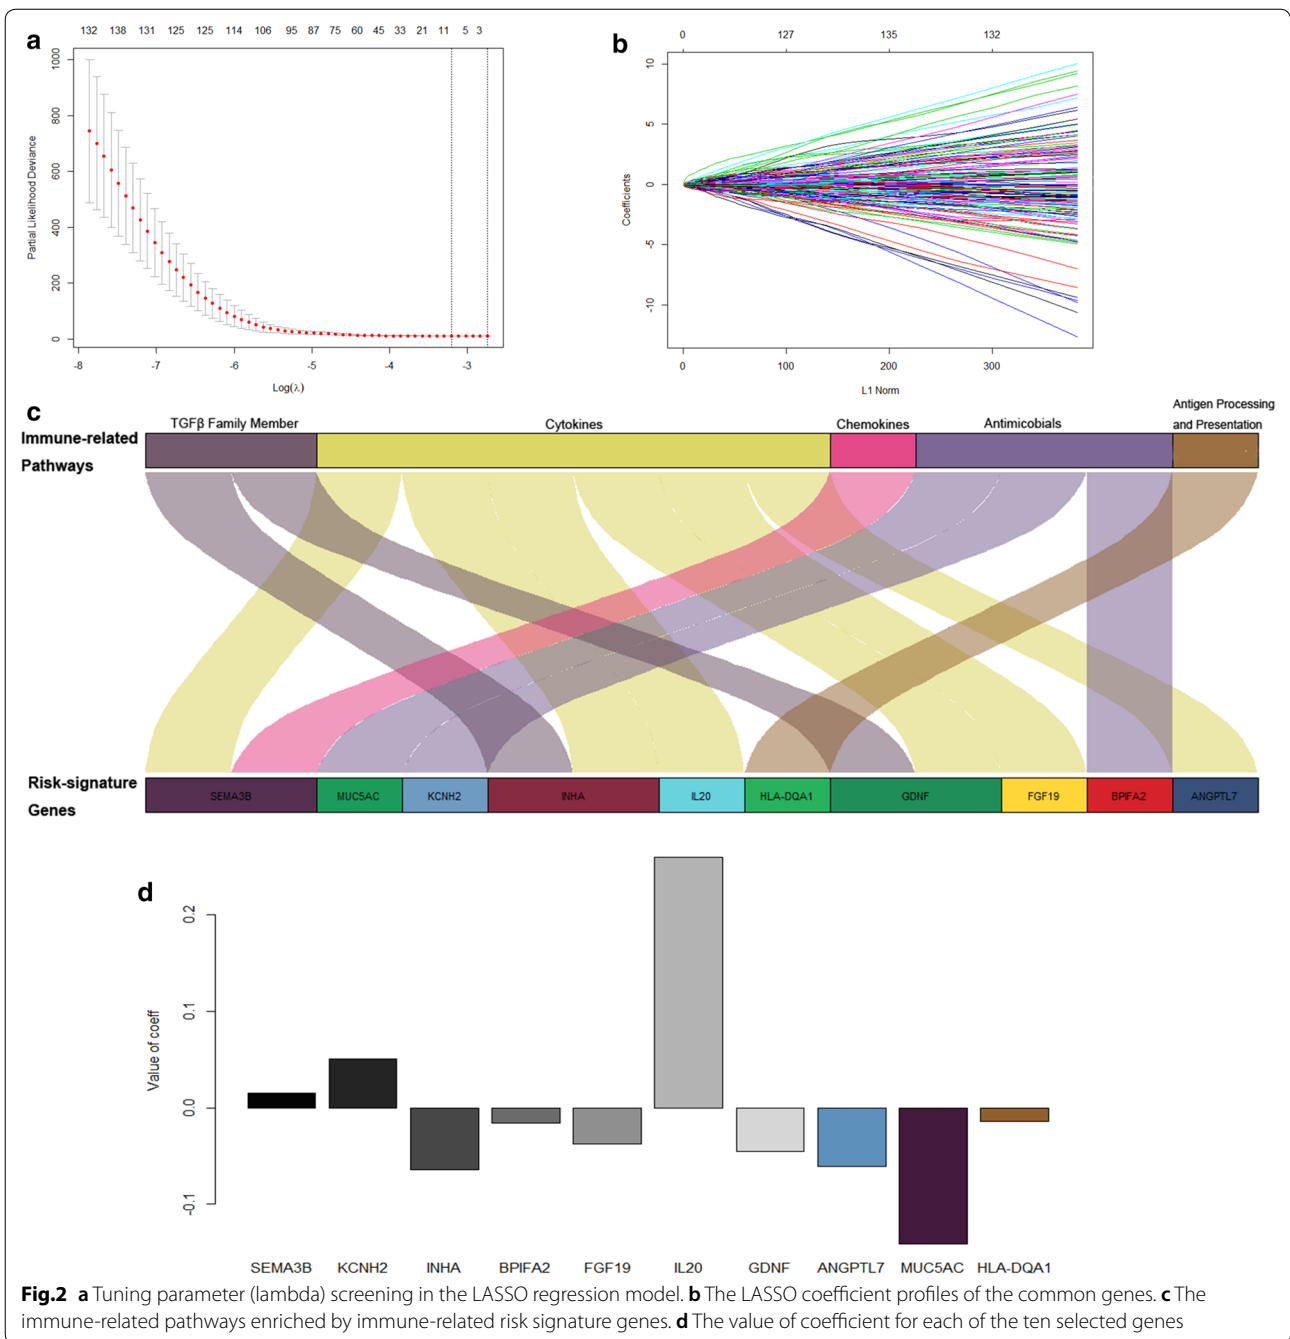 a
132 138 131 125 125 114 106 95 87 75 60 45 33 21 11 5 3
1000
800
600
400
200
0
Partial Likelihood Deviance
-8 -7 -6 -5 -4 -3
Log(λ)
b
0 127 135 132
10
5
0
-5
-10
Coefficients
0 100 200 300
L1 Norm
c
Immune-related
Pathways
TGFβ Family Member
Cytokines
Chemokines
Antimicobials
Antigen Processing
and Presentation
Risk-signature
Genes
SEMA3B MUC5AC KCNH2 INHA IL20 HLA-DQA1 GDNF FGF19 BPIFA2 ANGPTL7
d
0.2
0.1
0.0
-0.1
Value of coeff
SEMA3B KCNH2 INHA BPIFA2 FGF19 IL20 GDNF ANGPTL7 MUC5AC HLA-DQA1
Fig.2 a Tuning parameter (lambda) screening in the LASSO regression model. b The LASSO coefficient profiles of the common genes. c The
immune-related pathways enriched by immune-related risk signature genes. d The value of coefficient for each of the ten selected genes